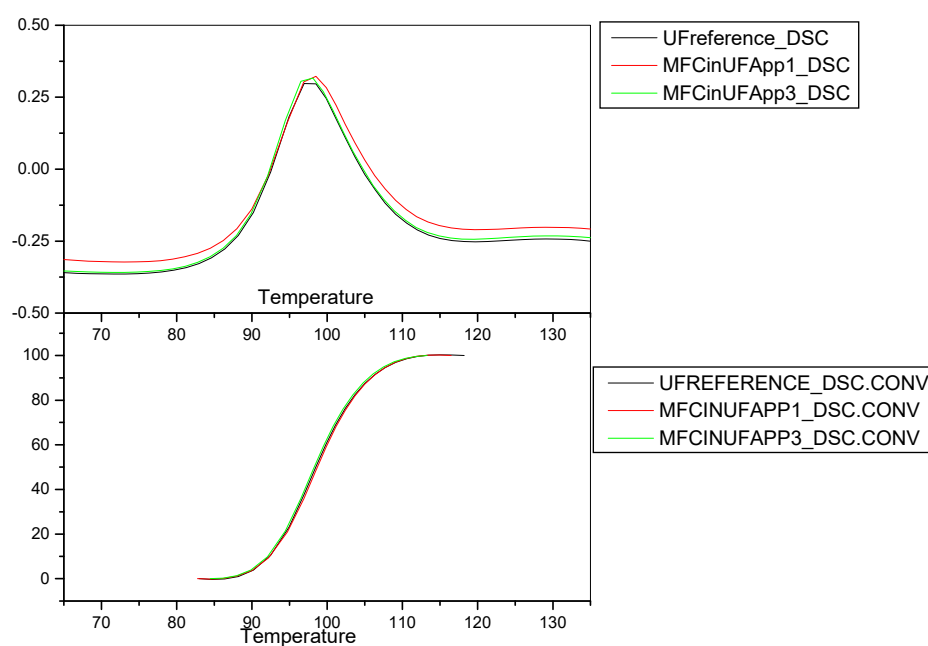 0.50
0.25
0.00
-0.25
-0.50
UFreference_DSC
MFCinUFApp1_DSC
MFCinUFApp3_DSC
Temperature
70 80 90 100 110 120 130
100
80
60
40
20
0
UFREFERENCE_DSC.CONV
MFCINUFAPP1_DSC.CONV
MFCINUFAPP3_DSC.CONV
70 80 90 100 110 120 130
Temperature